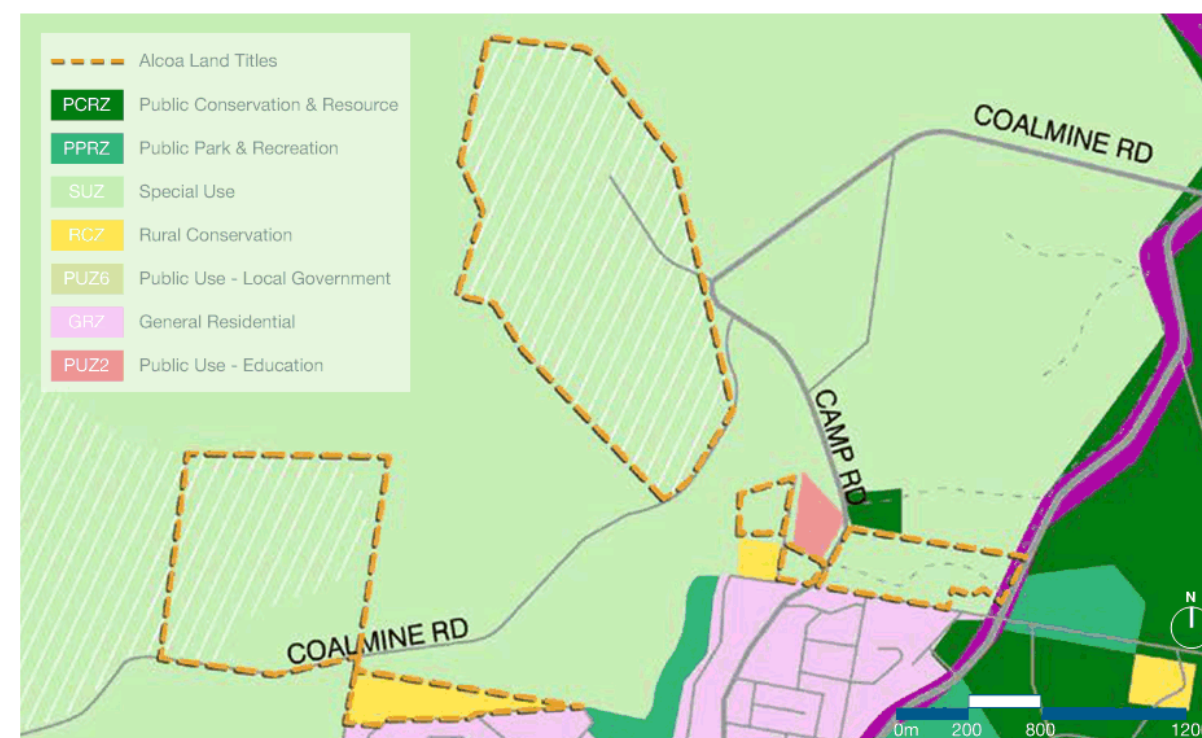 Alcoa Land Titles
PCRZ Public Conservation & Resource
PPRZ Public Park & Recreation
SUZ Special Use
RCZ Rural Conservation
PUZ6 Public Use - Local Government
GRZ General Residential
PUZ2 Public Use - Education
COALMINE RD
CAMP RD
COALMINE RD
N
0m 200 800 120